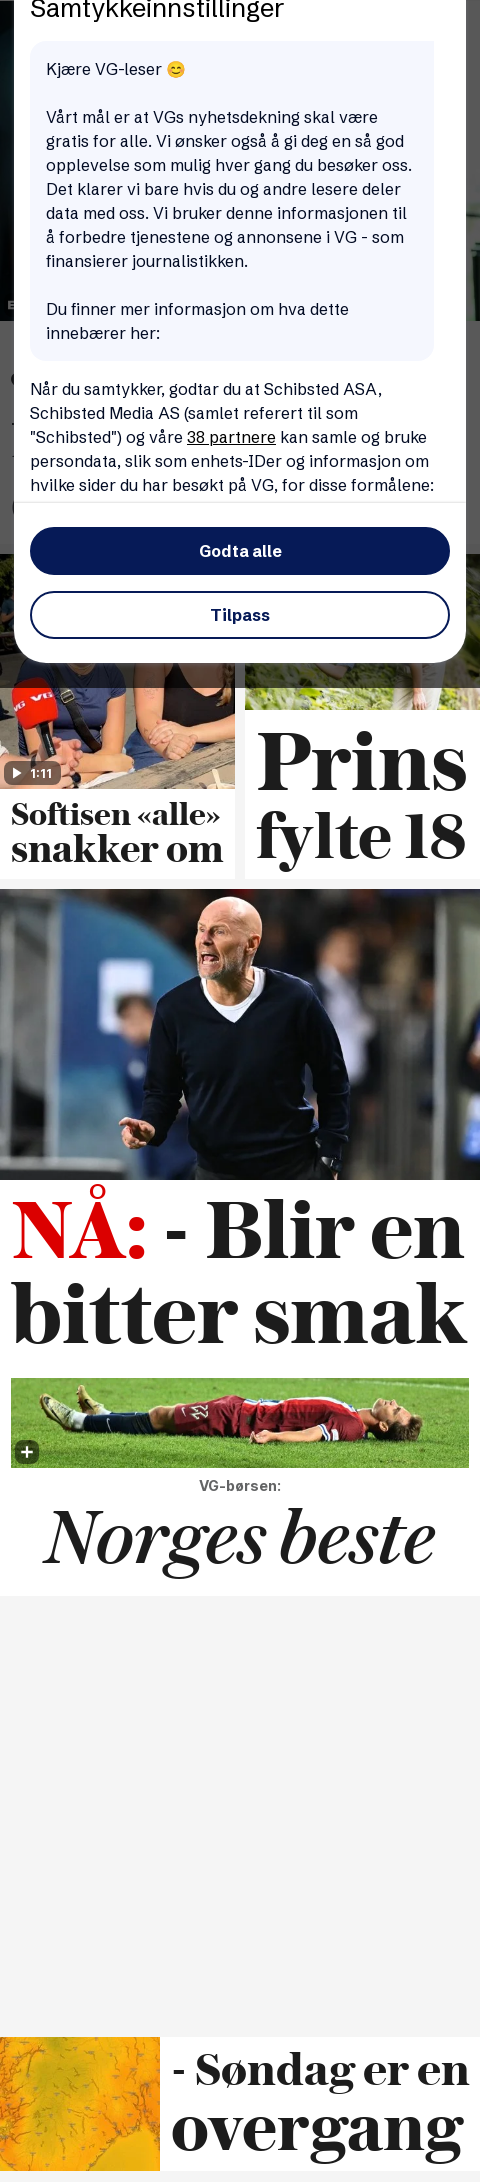 Samtykkeinnstillinger
Kjære VG-leser 😊
Vårt mål er at VGs nyhetsdekning skal være
gratis for alle. Vi ønsker også å gi deg en så god
opplevelse som mulig hver gang du besøker oss.
Det klarer vi bare hvis du og andre lesere deler
data med oss. Vi bruker denne informasjonen til
å forbedre tjenestene og annonsene i VG - som
finansierer journalistikken.
Du finner mer informasjon om hva dette
innebærer her:
Når du samtykker, godtar du at Schibsted ASA,
Schibsted Media AS (samlet referert til som
"Schibsted") og våre 38 partnere kan samle og bruke
persondata, slik som enhets-IDer og informasjon om
hvilke sider du har besøkt på VG, for disse formålene:
Godta alle
Tilpass
VG
VG
1:11
Softisen «alle»
snakker om
Prins
fylte 18
NÅ: - Blir en
bitter smak
22
VG-børsen:
Norges beste
- Søndag er en
overgang